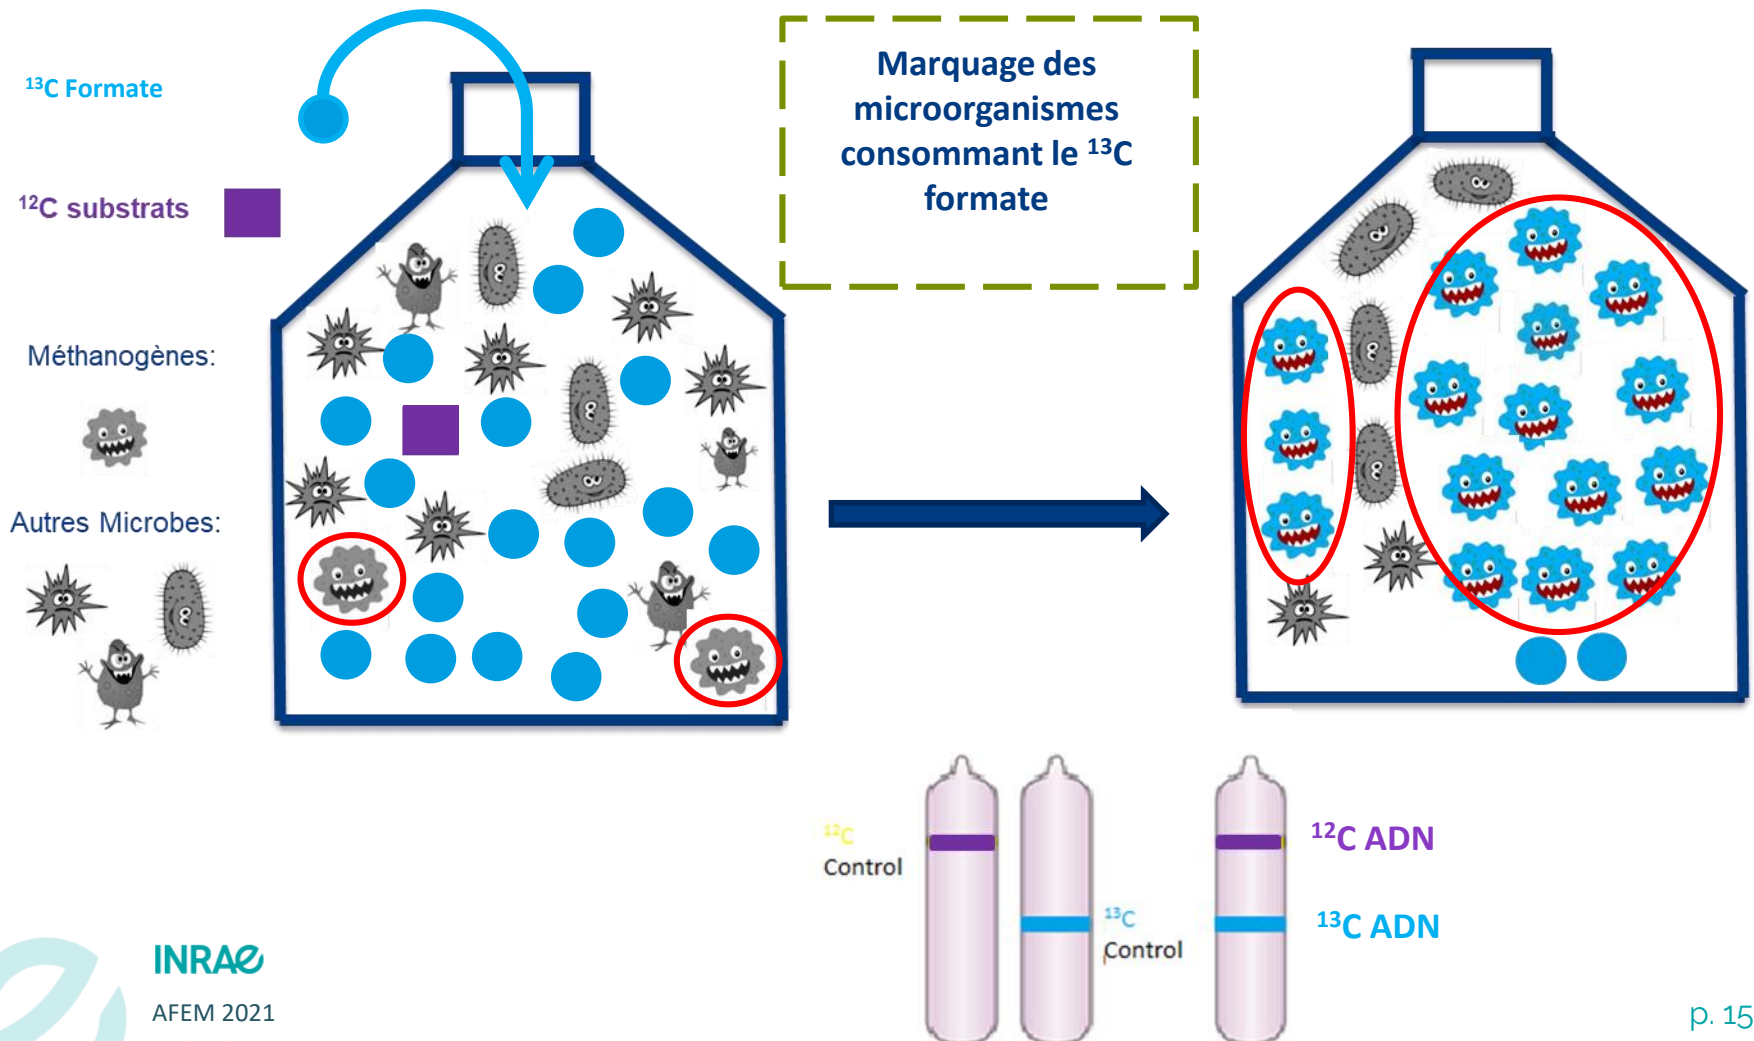 ¹³C Formate
¹²C substrats
Méthanogènes:
Autres Microbes:
Marquage des
microorganismes
consommant le ¹³C
formate
¹²C
Control
¹³C
Control
¹²C ADN
¹³C ADN
INRAE
AFEM 2021
p. 15